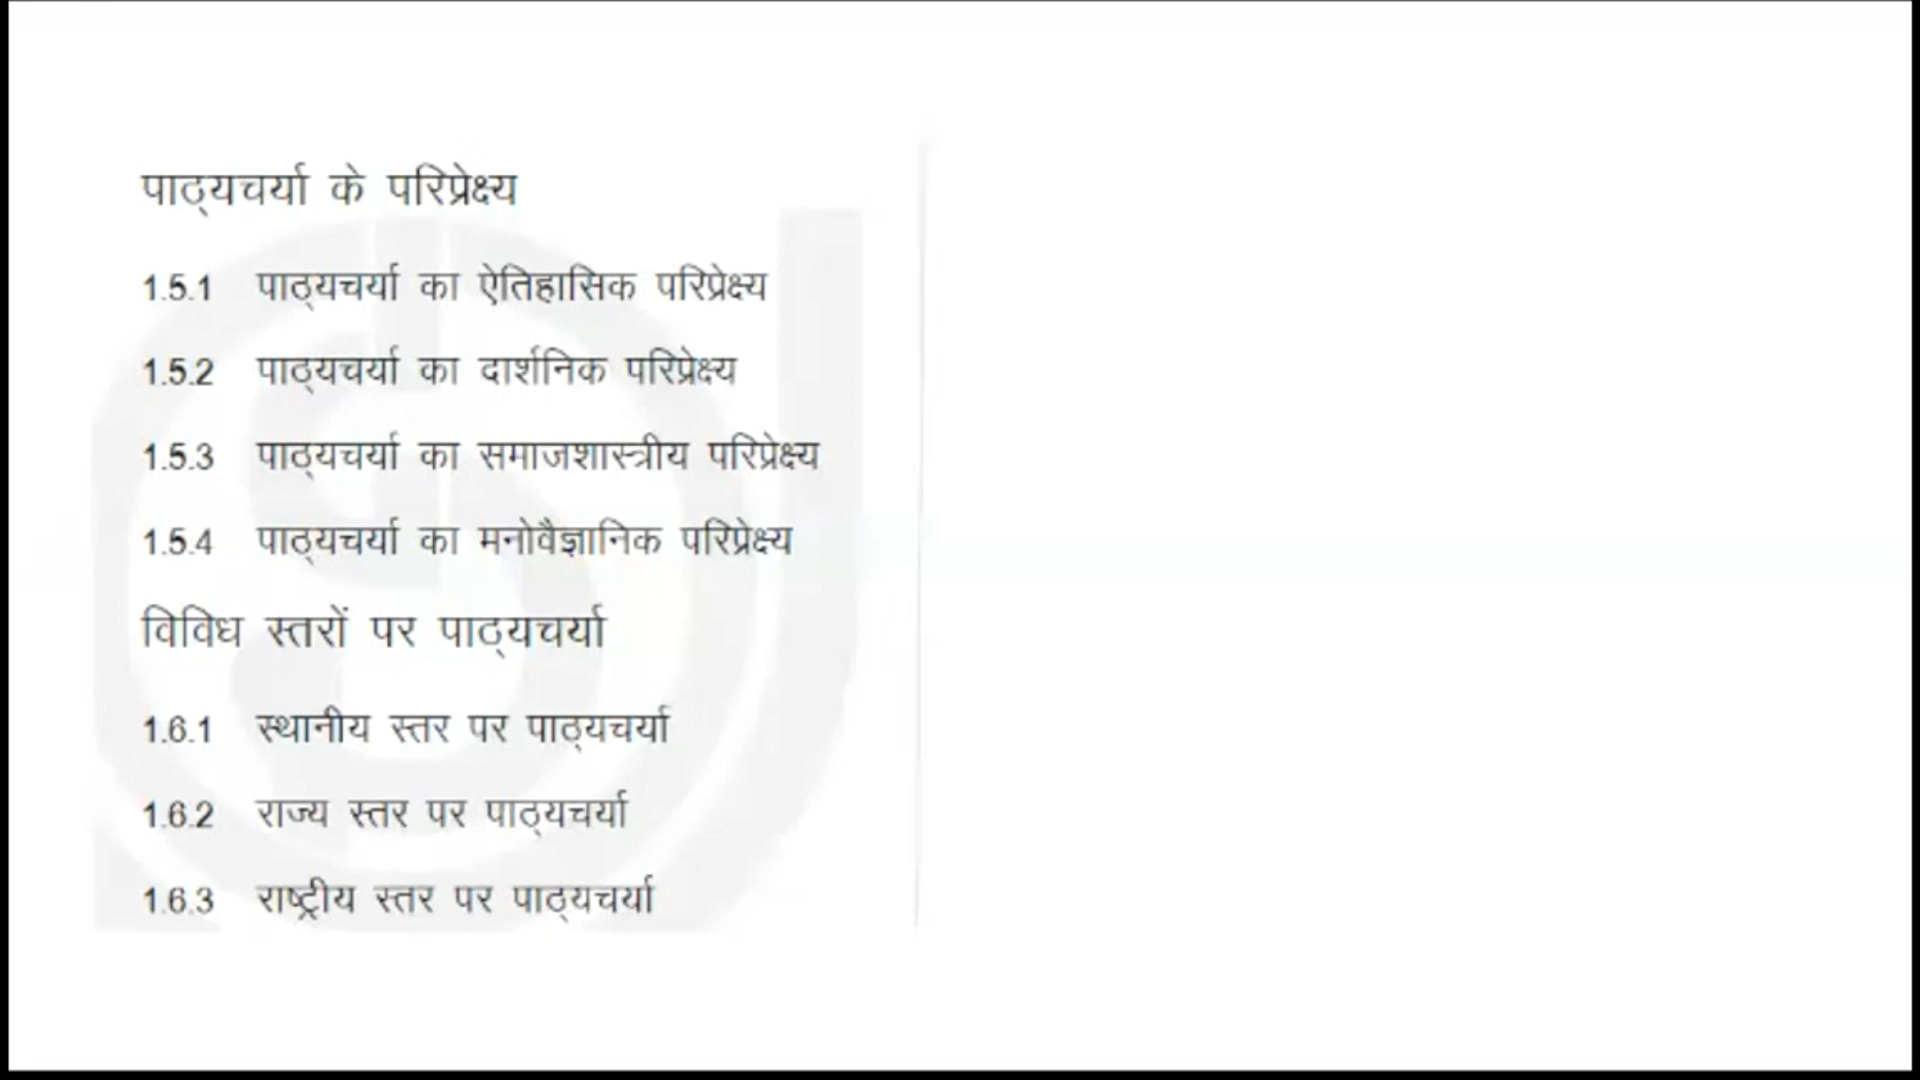 पाठ्यचर्या के परिप्रेक्ष्य
1.5.1 पाठ्यचर्या का ऐतिहासिक परिप्रेक्ष्य
1.5.2 पाठ्यचर्या का दार्शनिक परिप्रेक्ष्य
1.5.3 पाठ्यचर्या का समाजशास्त्रीय परिप्रेक्ष्य
1.5.4 पाठ्यचर्या का मनोवैज्ञानिक परिप्रेक्ष्य
विविध स्तरों पर पाठ्यचर्या
1.6.1 स्थानीय स्तर पर पाठ्यचर्या
1.6.2 राज्य स्तर पर पाठ्यचर्या
1.6.3 राष्ट्रीय स्तर पर पाठ्यचर्या